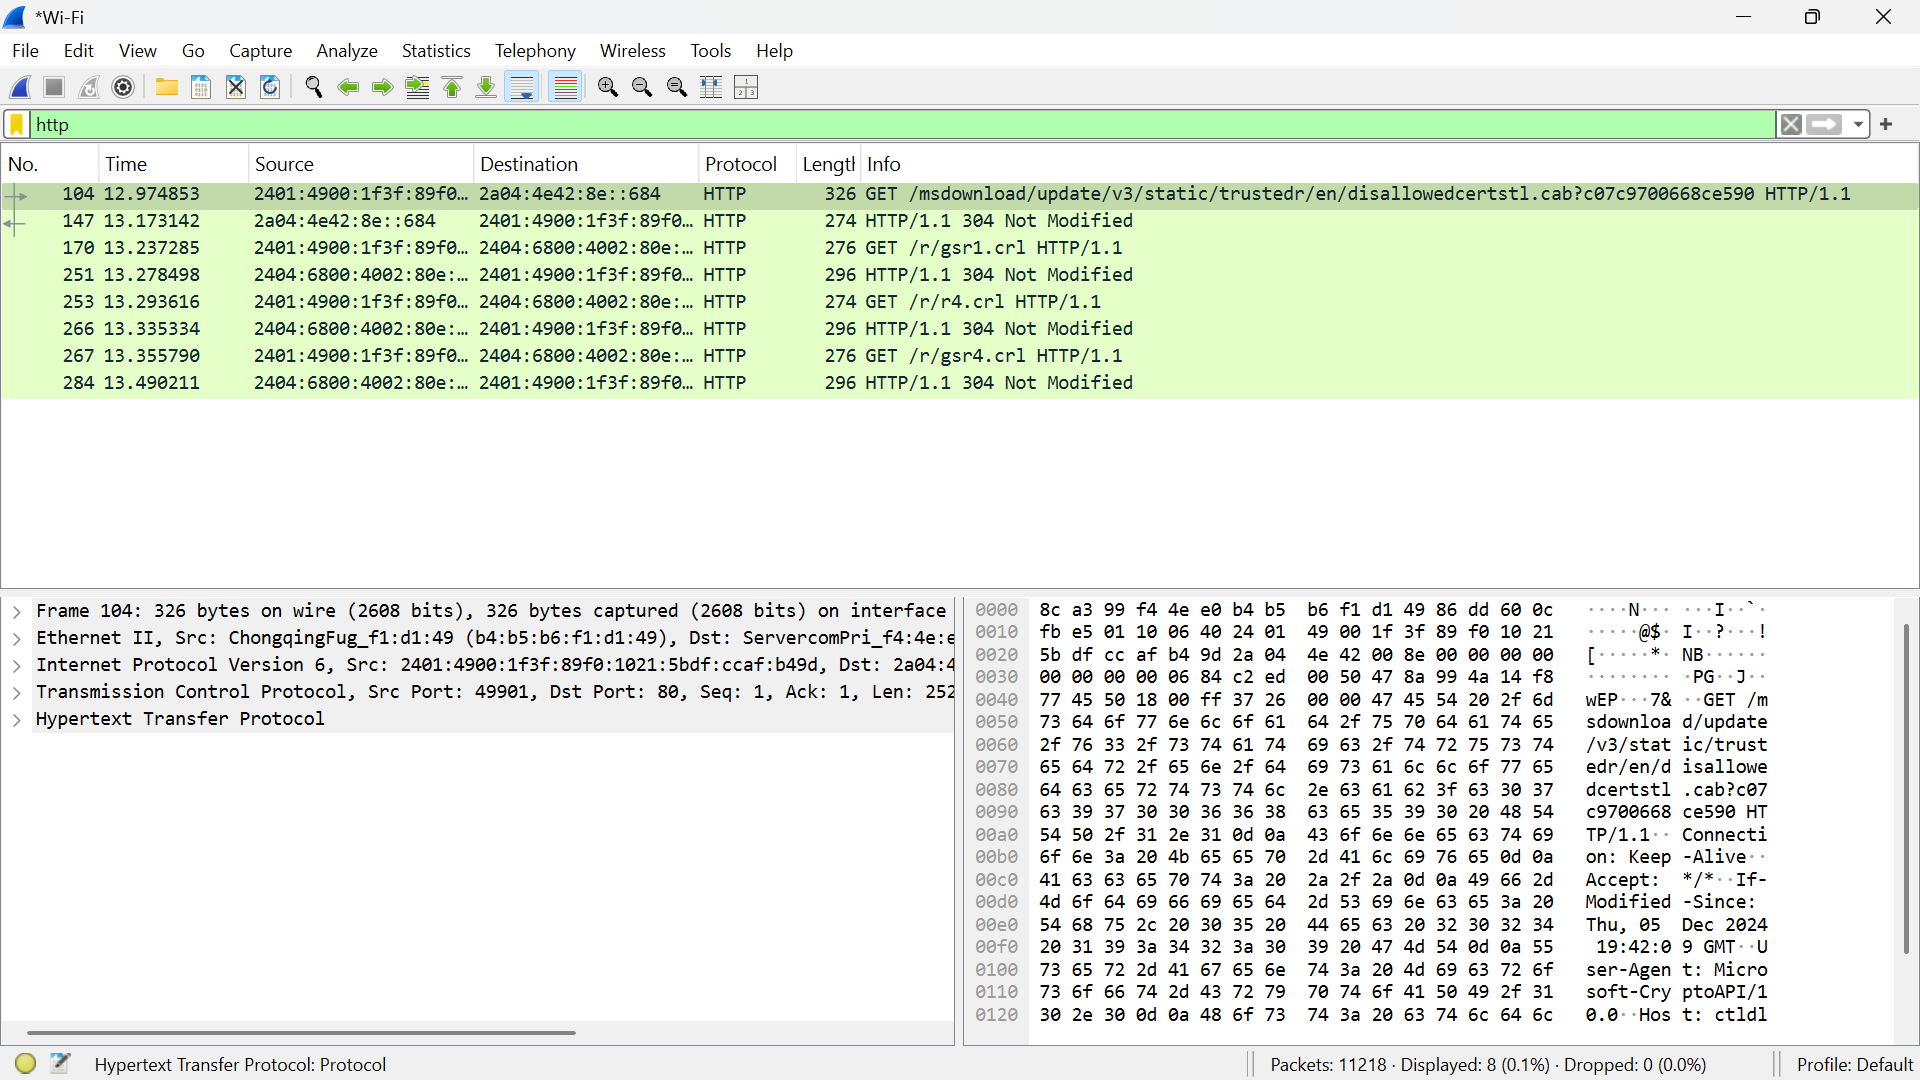 *Wi-Fi
File Edit View Go Capture Analyze Statistics Telephony Wireless Tools Help
http
No. Time Source Destination Protocol Length Info
104 12.974853 2401:4900:1f3f:89f0… 2a04:4e42:8e::684 HTTP 326 GET /msdownload/update/v3/static/trustedr/en/disallowedcertstl.cab?c07c9700668ce590 HTTP/1.1
147 13.173142 2a04:4e42:8e::684 2401:4900:1f3f:89f0… HTTP 274 HTTP/1.1 304 Not Modified
170 13.237285 2401:4900:1f3f:89f0… 2404:6800:4002:80e:… HTTP 276 GET /r/gsr1.crl HTTP/1.1
251 13.278498 2404:6800:4002:80e:… 2401:4900:1f3f:89f0… HTTP 296 HTTP/1.1 304 Not Modified
253 13.293616 2401:4900:1f3f:89f0… 2404:6800:4002:80e:… HTTP 274 GET /r/r4.crl HTTP/1.1
266 13.335334 2404:6800:4002:80e:… 2401:4900:1f3f:89f0… HTTP 296 HTTP/1.1 304 Not Modified
267 13.355790 2401:4900:1f3f:89f0… 2404:6800:4002:80e:… HTTP 276 GET /r/gsr4.crl HTTP/1.1
284 13.490211 2404:6800:4002:80e:… 2401:4900:1f3f:89f0… HTTP 296 HTTP/1.1 304 Not Modified
Frame 104: 326 bytes on wire (2608 bits), 326 bytes captured (2608 bits) on interface
Ethernet II, Src: ChongqingFug_f1:d1:49 (b4:b5:b6:f1:d1:49), Dst: ServercomPri_f4:4e:e
Internet Protocol Version 6, Src: 2401:4900:1f3f:89f0:1021:5bdf:ccaf:b49d, Dst: 2a04:4
Transmission Control Protocol, Src Port: 49901, Dst Port: 80, Seq: 1, Ack: 1, Len: 252
Hypertext Transfer Protocol
0000 8c a3 99 f4 4e e0 b4 b5 b6 f1 d1 49 86 dd 60 0c ····N··· ···I··`·
0010 fb e5 01 10 06 40 24 01 49 00 1f 3f 89 f0 10 21 ·····@$· I··?···!
0020 5b df cc af b4 9d 2a 04 4e 42 00 8e 00 00 00 00 [·····*· NB······
0030 00 00 00 00 06 84 c2 ed 00 50 47 8a 99 4a 14 f8 ········ ·PG··J··
0040 77 45 50 18 00 ff 37 26 00 00 47 45 54 20 2f 6d wEP···7& ··GET /m
0050 73 64 6f 77 6e 6c 6f 61 64 2f 75 70 64 61 74 65 sdownloa d/update
0060 2f 76 33 2f 73 74 61 74 69 63 2f 74 72 75 73 74 /v3/stat ic/trust
0070 65 64 72 2f 65 6e 2f 64 69 73 61 6c 6c 6f 77 65 edr/en/d isallowe
0080 64 63 65 72 74 73 74 6c 2e 63 61 62 3f 63 30 37 dcertstl .cab?c07
0090 63 39 37 30 30 36 36 38 63 65 35 39 30 20 48 54 c9700668 ce590 HT
00a0 54 50 2f 31 2e 31 0d 0a 43 6f 6e 6e 65 63 74 69 TP/1.1·· Connecti
00b0 6f 6e 3a 20 4b 65 65 70 2d 41 6c 69 76 65 0d 0a on: Keep -Alive··
00c0 41 63 63 65 70 74 3a 20 2a 2f 2a 0d 0a 49 66 2d Accept: */*··If-
00d0 4d 6f 64 69 66 69 65 64 2d 53 69 6e 63 65 3a 20 Modified -Since:
00e0 54 68 75 2c 20 30 35 20 44 65 63 20 32 30 32 34 Thu, 05 Dec 2024
00f0 20 31 39 3a 34 32 3a 30 39 20 47 4d 54 0d 0a 55 19:42:0 9 GMT··U
0100 73 65 72 2d 41 67 65 6e 74 3a 20 4d 69 63 72 6f ser-Agen t: Micro
0110 73 6f 66 74 2d 43 72 79 70 74 6f 41 50 49 2f 31 soft-Cry ptoAPI/1
0120 30 2e 30 0d 0a 48 6f 73 74 3a 20 63 74 6c 64 6c 0.0··Hos t: ctldl
Hypertext Transfer Protocol: Protocol Packets: 11218 · Displayed: 8 (0.1%) · Dropped: 0 (0.0%) Profile: Default